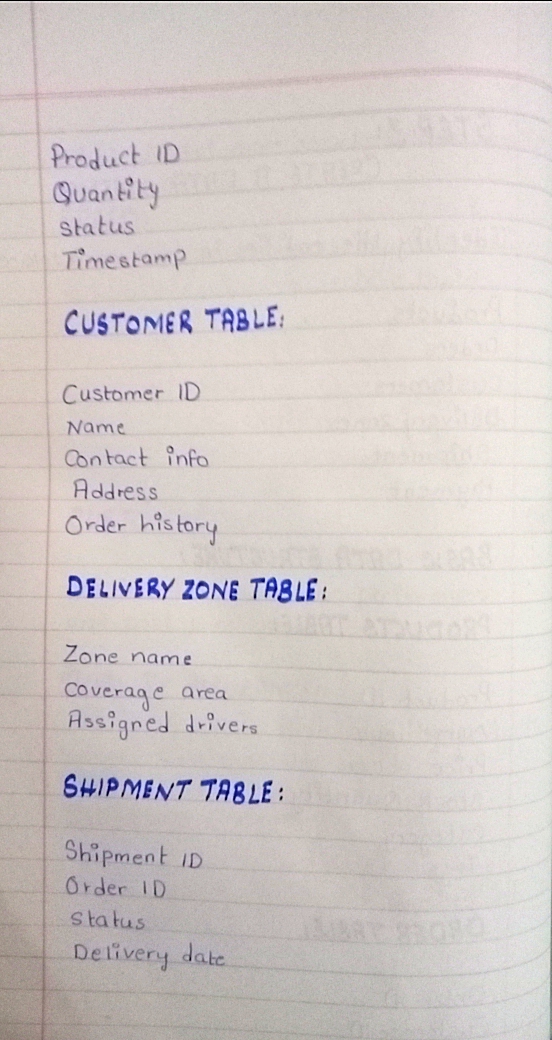 Product ID
Quantity
Status
Timestamp
CUSTOMER TABLE:
Customer ID
Name
Contact info
Address
Order history
DELIVERY ZONE TABLE:
Zone name
Coverage area
Assigned drivers
SHIPMENT TABLE:
Shipment ID
Order ID
Status
Delivery date